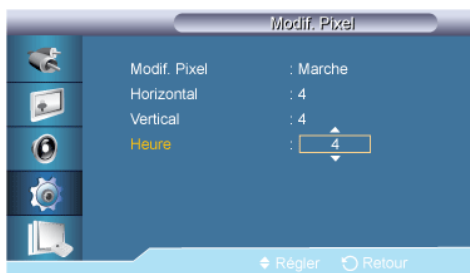 Modif. Pixel
Modif. Pixel : Marche
Horizontal : 4
Vertical : 4
Heure : 4
Régler Retour